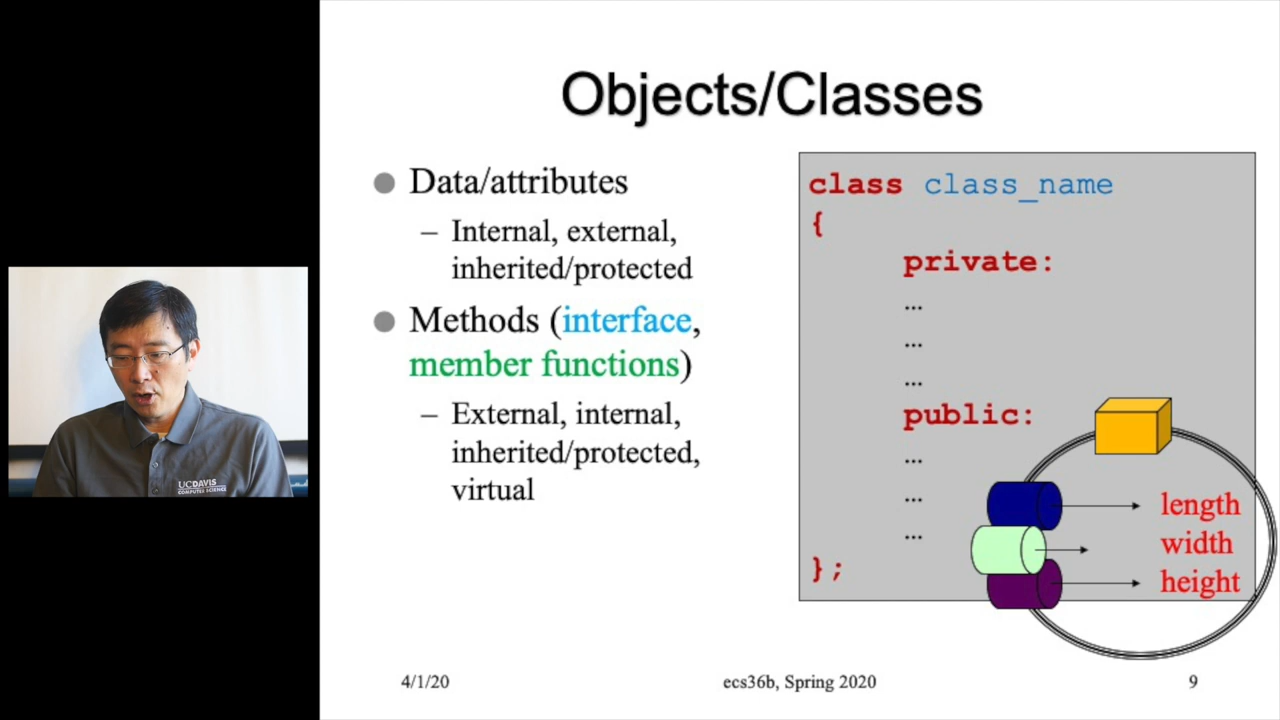 Objects/Classes
Data/attributes
– Internal, external,
inherited/protected
Methods (interface,
member functions)
– External, internal,
inherited/protected,
virtual
class class_name
{
private:
...
...
...
public:
...
...
...
};
length
width
height
UCDAVIS
COMPUTER SCIENCE
4/1/20
ecs36b, Spring 2020
9